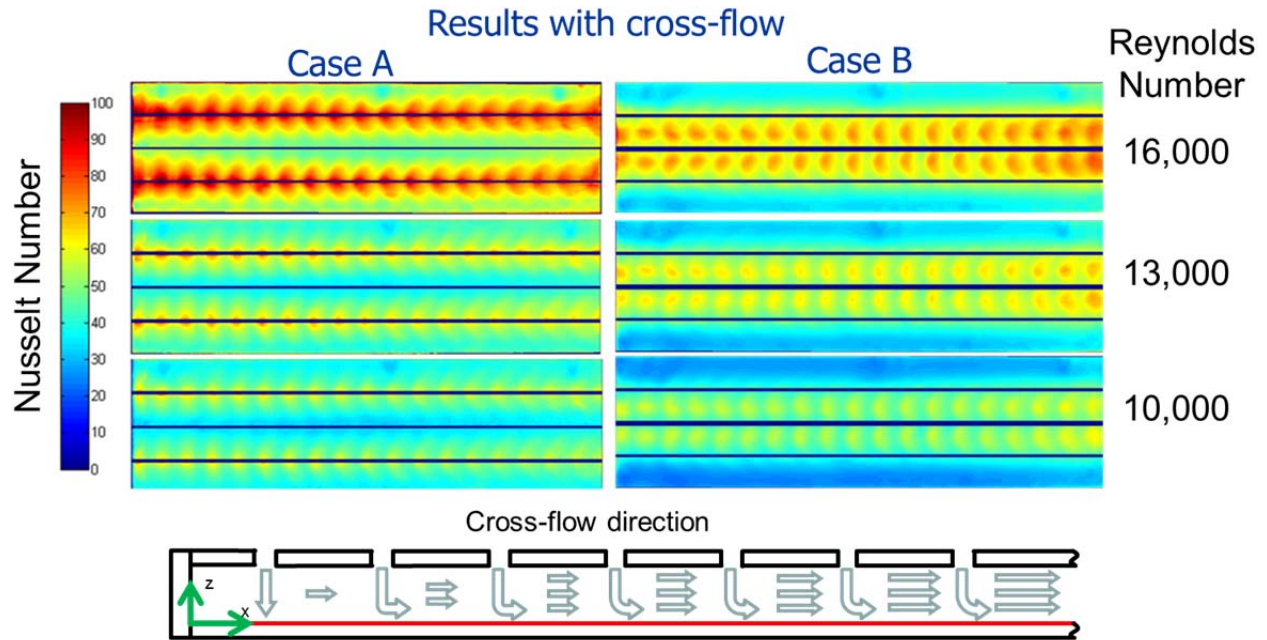 Results with cross-flow
Case A
Case B
Reynolds
Number
100
90
80
70
60
50
40
30
20
10
0
Nusselt Number
16,000
13,000
10,000
Cross-flow direction
z
x